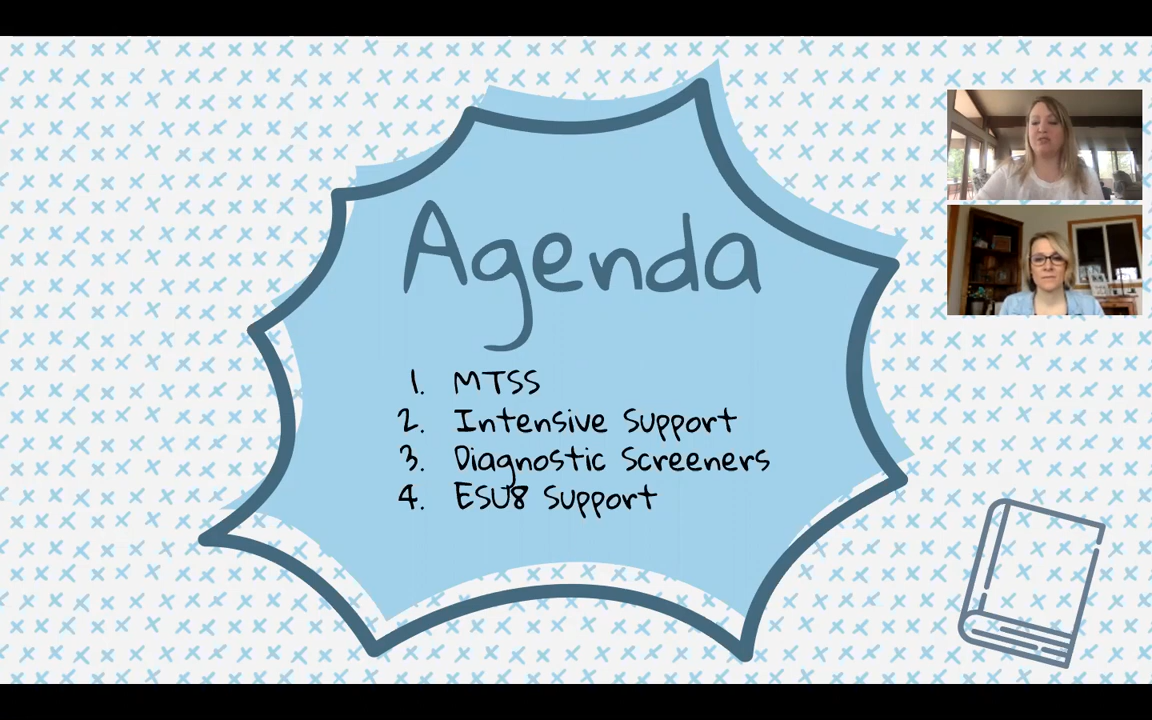 Agenda
1. MTSS
2. Intensive Support
3. Diagnostic Screeners
4. ESU8 Support